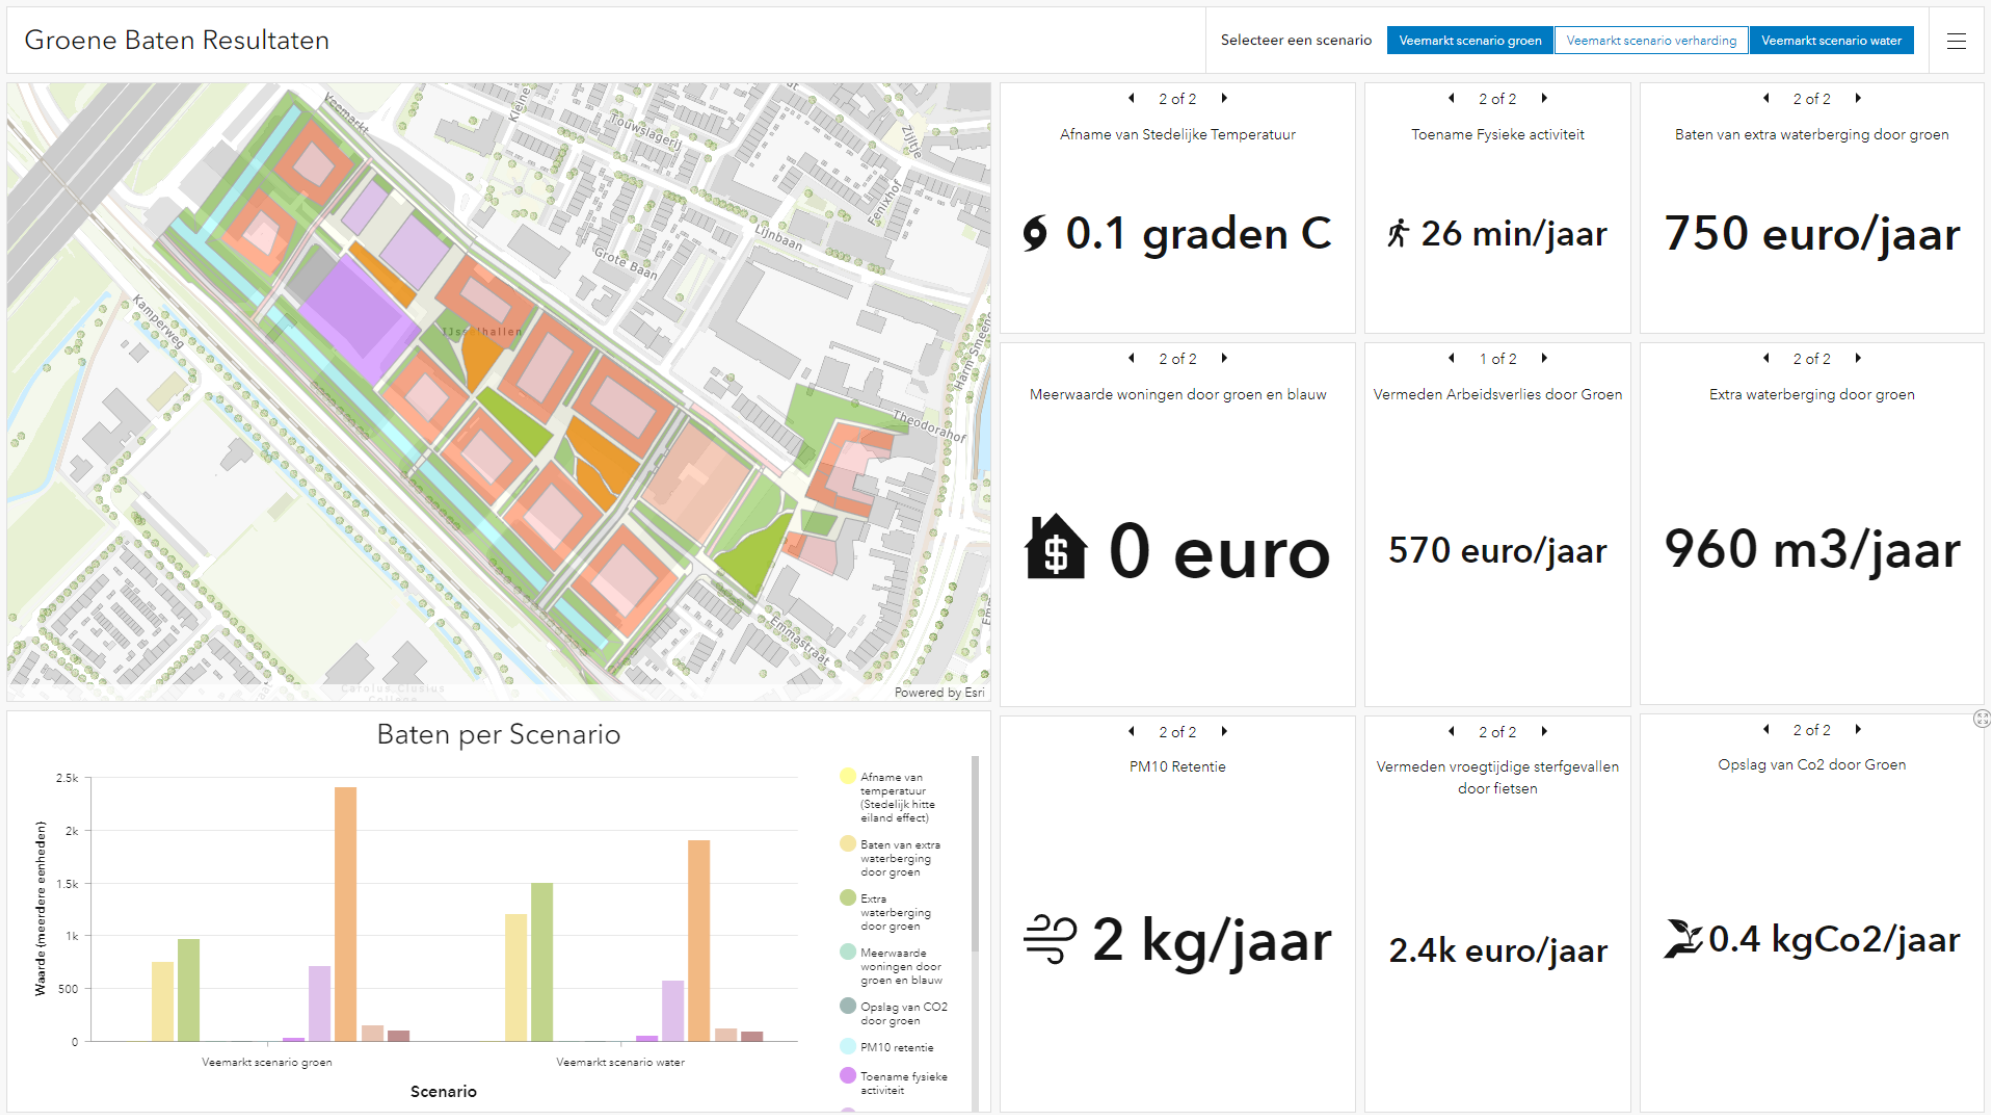 Groene Baten Resultaten
Selecteer een scenario
Veemarkt scenario groen
Veemarkt scenario verharding
Veemarkt scenario water
Veemarkt
Kleine
Touwslagerij
Zijltje
Fenixhof
Lijnbaan
Grote Baan
Kamperweg
IJsselhallen
Harm Smeeng
Theodorahof
Emmastraat
Carolus Clusius
College
Powered by Esri
2 of 2
Afname van Stedelijke Temperatuur
0.1 graden C
2 of 2
Toename Fysieke activiteit
26 min/jaar
2 of 2
Baten van extra waterberging door groen
750 euro/jaar
2 of 2
Meerwaarde woningen door groen en blauw
0 euro
1 of 2
Vermeden Arbeidsverlies door Groen
570 euro/jaar
2 of 2
Extra waterberging door groen
960 m3/jaar
Baten per Scenario
Waarde (meerdere eenheden)
2.5k
2k
1.5k
1k
500
0
Veemarkt scenario groen
Veemarkt scenario water
Scenario
Afname van
temperatuur
(Stedelijk hitte
eiland effect)
Baten van extra
waterberging
door groen
Extra
waterberging
door groen
Meerwaarde
woningen door
groen en blauw
Opslag van CO2
door groen
PM10 retentie
Toename fysieke
activiteit
2 of 2
PM10 Retentie
2 kg/jaar
2 of 2
Vermeden vroegtijdige sterfgevallen
door fietsen
2.4k euro/jaar
2 of 2
Opslag van Co2 door Groen
0.4 kgCo2/jaar